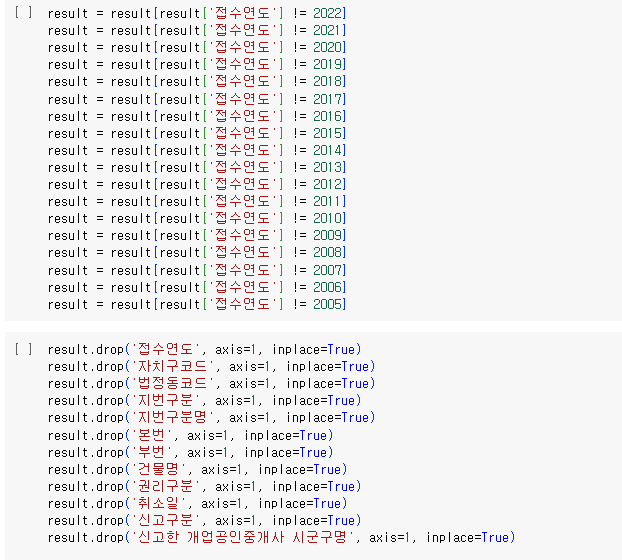 [ ] result = result[result['접수연도'] != 2022]
result = result[result['접수연도'] != 2021]
result = result[result['접수연도'] != 2020]
result = result[result['접수연도'] != 2019]
result = result[result['접수연도'] != 2018]
result = result[result['접수연도'] != 2017]
result = result[result['접수연도'] != 2016]
result = result[result['접수연도'] != 2015]
result = result[result['접수연도'] != 2014]
result = result[result['접수연도'] != 2013]
result = result[result['접수연도'] != 2012]
result = result[result['접수연도'] != 2011]
result = result[result['접수연도'] != 2010]
result = result[result['접수연도'] != 2009]
result = result[result['접수연도'] != 2008]
result = result[result['접수연도'] != 2007]
result = result[result['접수연도'] != 2006]
result = result[result['접수연도'] != 2005]
[ ] result.drop('접수연도', axis=1, inplace=True)
result.drop('자치구코드', axis=1, inplace=True)
result.drop('법정동코드', axis=1, inplace=True)
result.drop('지번구분', axis=1, inplace=True)
result.drop('지번구분명', axis=1, inplace=True)
result.drop('본번', axis=1, inplace=True)
result.drop('부번', axis=1, inplace=True)
result.drop('건물명', axis=1, inplace=True)
result.drop('권리구분', axis=1, inplace=True)
result.drop('취소일', axis=1, inplace=True)
result.drop('신고구분', axis=1, inplace=True)
result.drop('신고한 개업공인중개사 시군구명', axis=1, inplace=True)